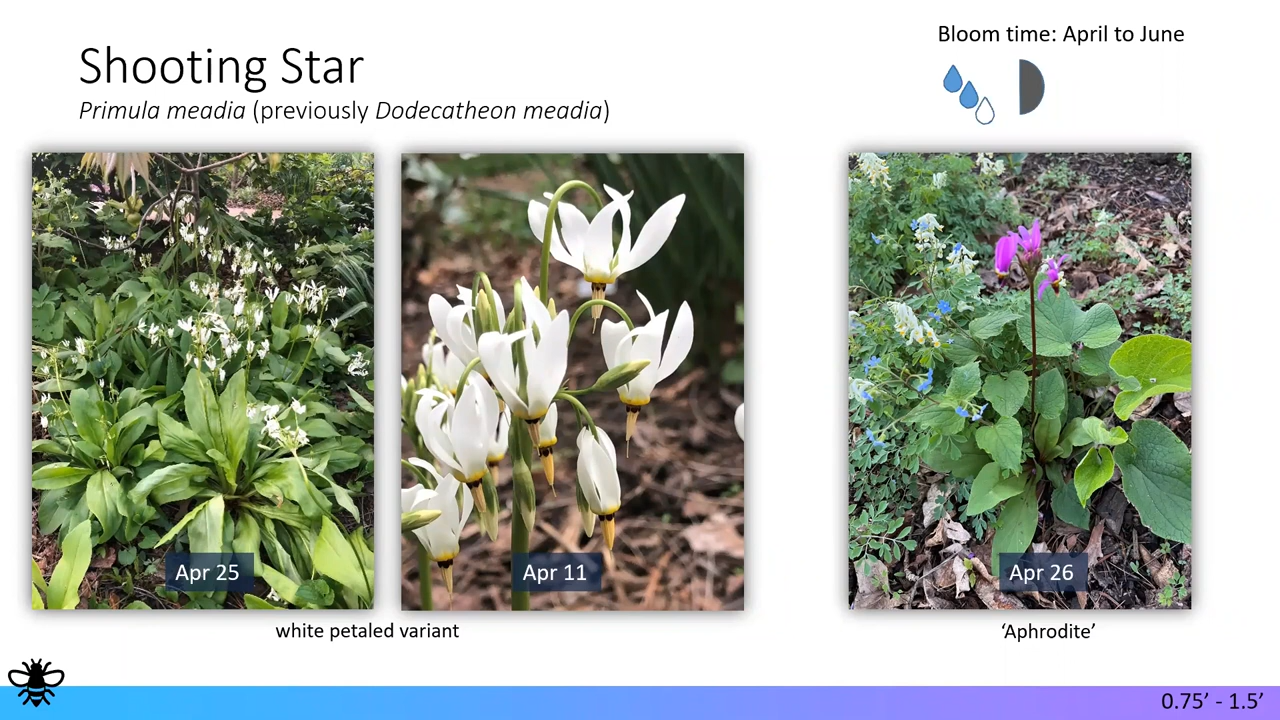 Bloom time: April to June
Shooting Star
Primula meadia (previously Dodecatheon meadia)
Apr 25
Apr 11
Apr 26
white petaled variant
‘Aphrodite’
0.75’ - 1.5’